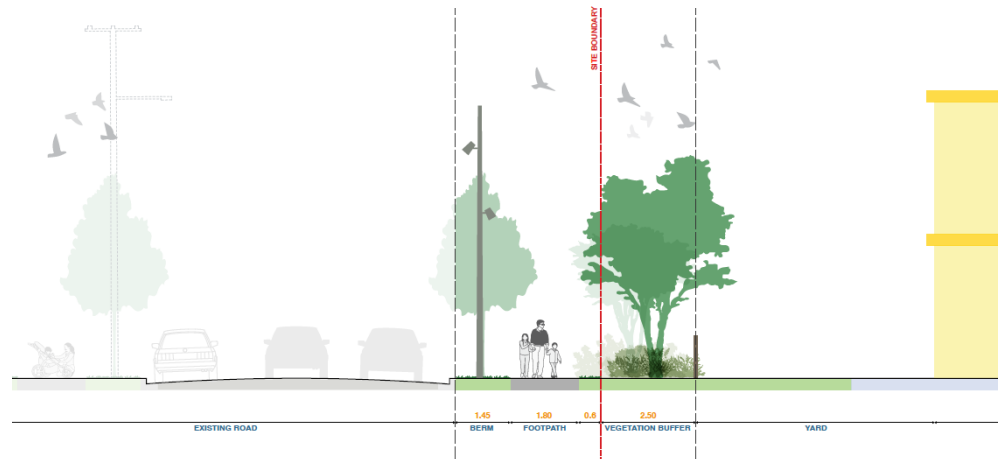 SITE BOUNDARY
1.45 1.80 0.6 2.50
EXISTING ROAD BERM FOOTPATH VEGETATION BUFFER YARD